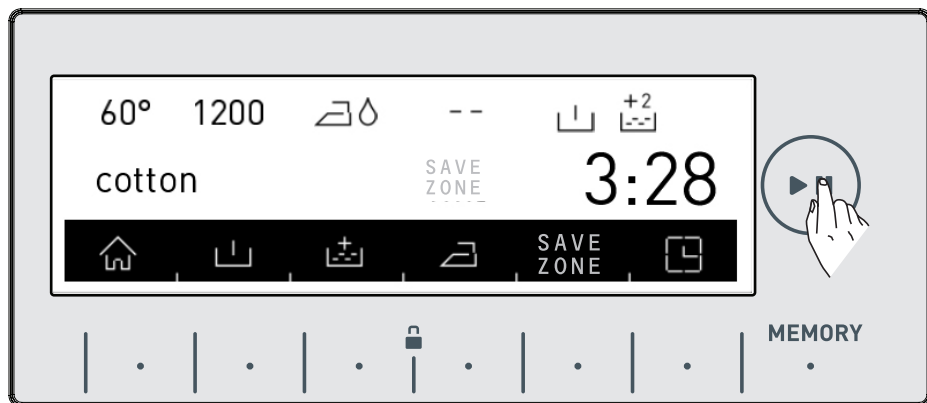 60° 1200 -- +2
cotton
SAVE
ZONE
3:28
+
SAVE
ZONE
MEMORY